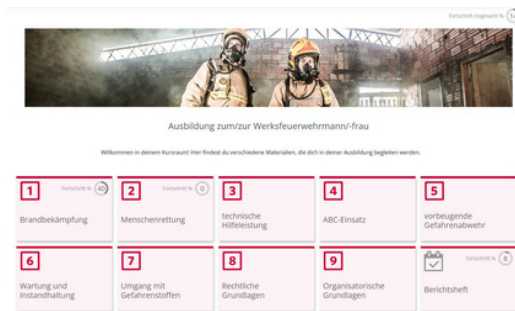 Fortschritt insgesamt %
Ausbildung zum/zur Werksfeuerwehrmann/-frau
Willkommen in deinem Kursraum! Hier findest du verschiedene Materialien, die dich in deiner Ausbildung begleiten werden.
1 Fortschritt % 40
Brandbekämpfung
2 Fortschritt % 0
Menschenrettung
3
technische
Hilfeleistung
4
ABC-Einsatz
5
vorbeugende
Gefahrenabwehr
6
Wartung und
Instandhaltung
7
Umgang mit
Gefahrenstoffen
8
Rechtliche
Grundlagen
9
Organisatorische
Grundlagen
Fortschritt %
Berichtsheft